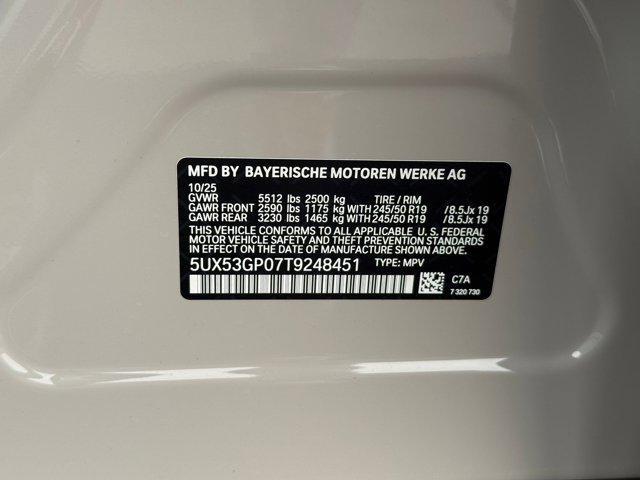 MFD BY BAYERISCHE MOTOREN WERKE AG
10/25
GVWR 5512 lbs 2500 kg TIRE / RIM
GAWR FRONT 2590 lbs 1175 kg WITH 245/50 R19 /8.5Jx 19
GAWR REAR 3230 lbs 1465 kg WITH 245/50 R19 /8.5Jx 19
THIS VEHICLE CONFORMS TO ALL APPLICABLE U. S. FEDERAL
MOTOR VEHICLE SAFETY AND THEFT PREVENTION
STANDARDS IN EFFECT ON THE DATE OF MANUFACTURE SHOWN ABOVE.
5UX53GP07T9248451 TYPE: MPV
C7A
7 320 730